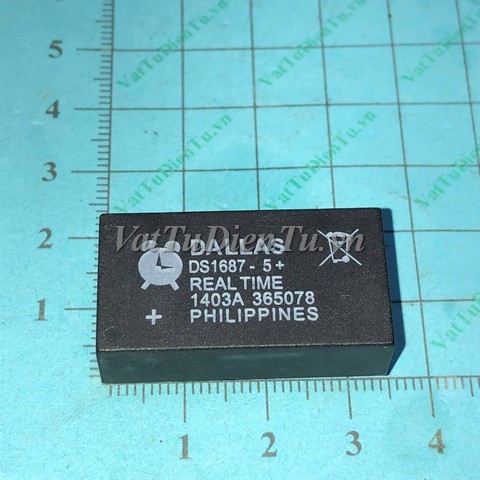 VatTuDienTu.vn
DALLAS
DS1687 - 5+
REAL TIME
1403A 365078
+ PHILIPPINES
5
4
3
2
1
1 2 3 4